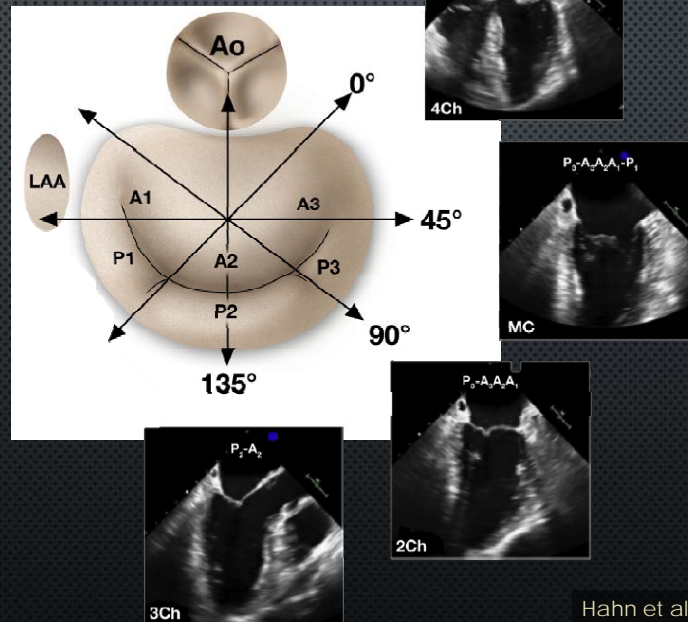 Ao
0°
4Ch
LAA
A1
A3
45°
P1
A2
P3
P2
90°
135°
P₃-A₃A₂A₁-P₁
MC
P₃-A₃A₂A₁
2Ch
P₂-A₂
3Ch
Hahn et al